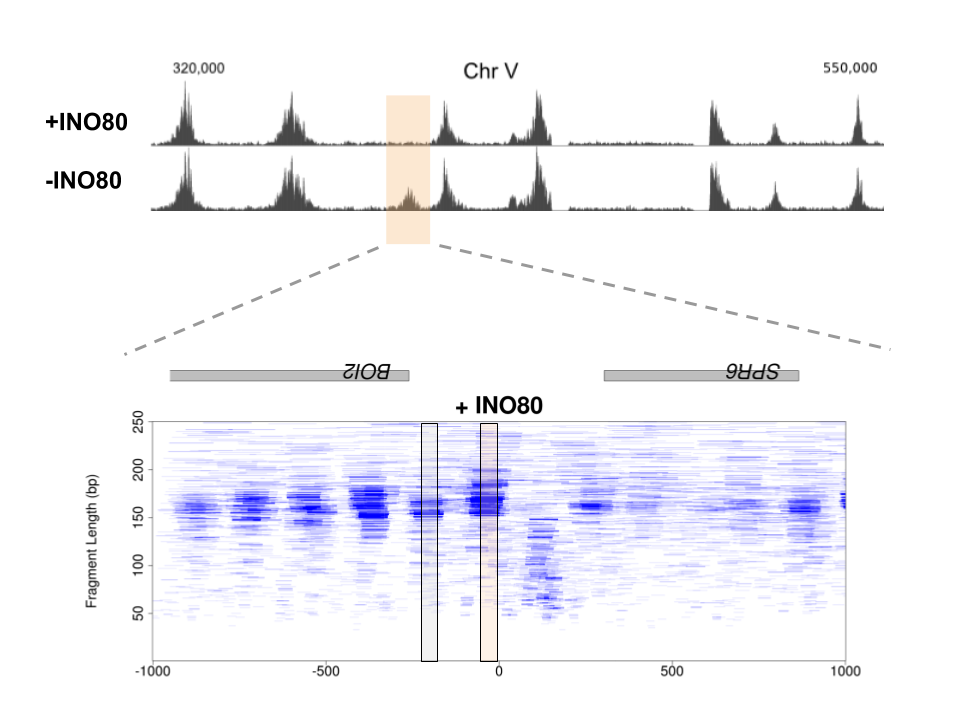 320,000 Chr V 550,000
+INO80
-INO80
BOI2 SPR6
+ INO80
Fragment Length (bp)
250
200
150
100
50
-1000 -500 0 500 1000